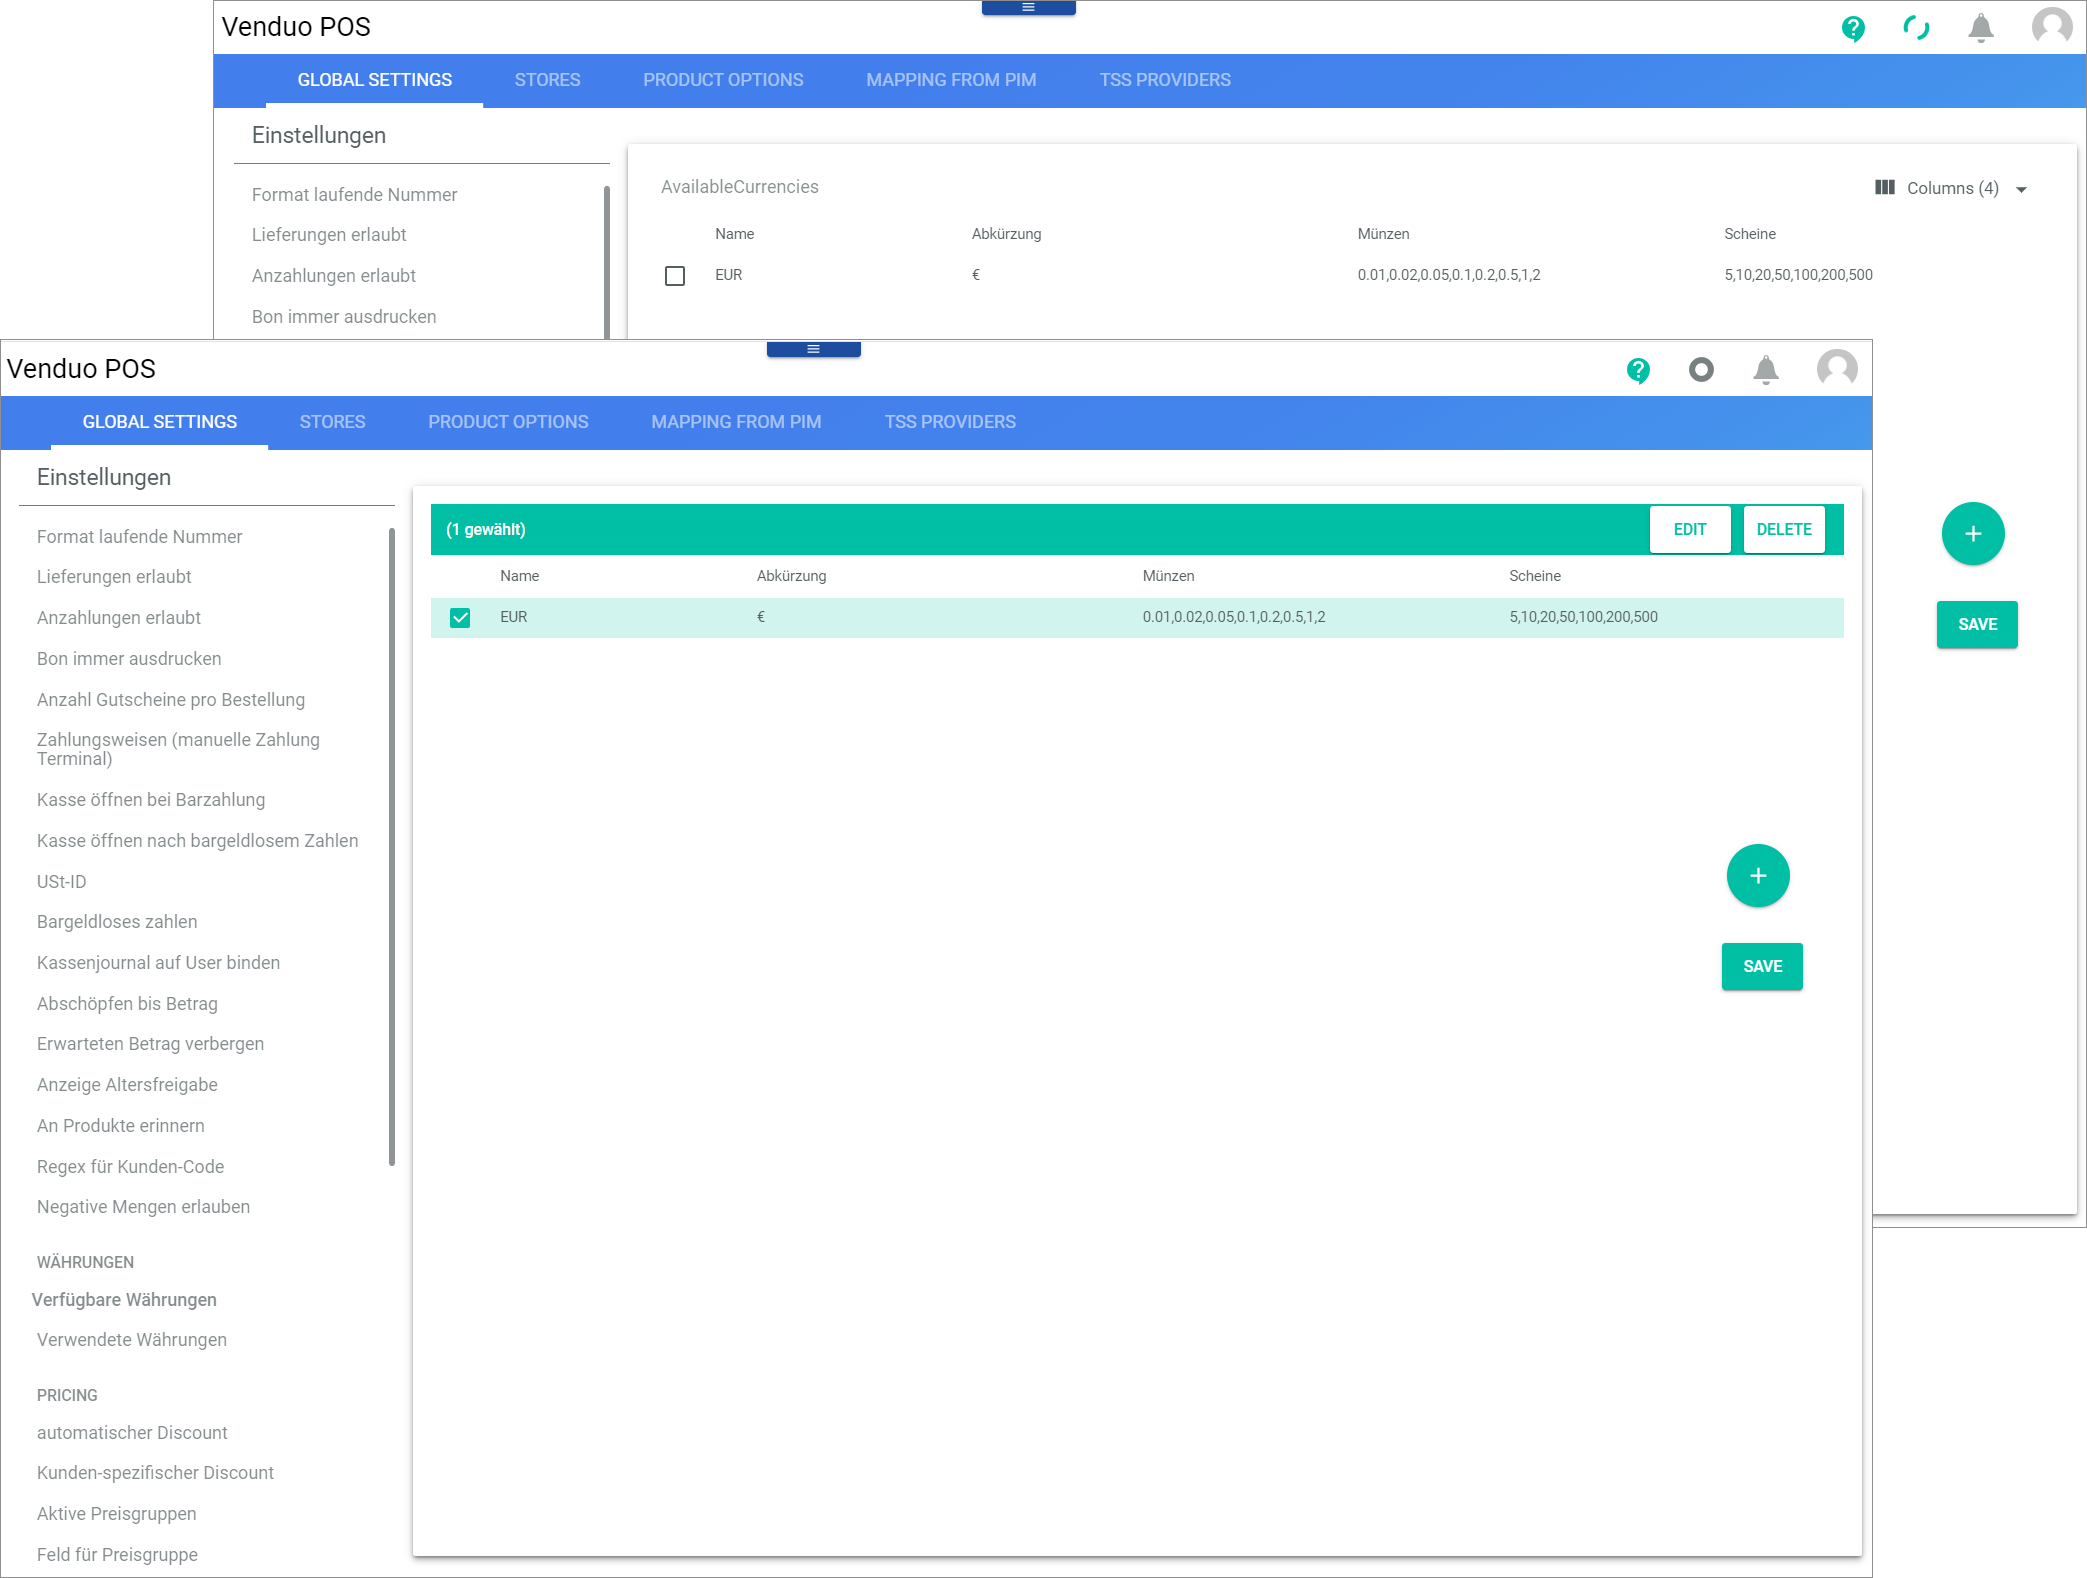 Venduo POS
GLOBAL SETTINGS STORES PRODUCT OPTIONS MAPPING FROM PIM TSS PROVIDERS
Einstellungen
Format laufende Nummer
Lieferungen erlaubt
Anzahlungen erlaubt
Bon immer ausdrucken
AvailableCurrencies Columns (4)
Name Abkürzung Münzen Scheine
EUR € 0.01,0.02,0.05,0.1,0.2,0.5,1,2 5,10,20,50,100,200,500
SAVE
Venduo POS
GLOBAL SETTINGS STORES PRODUCT OPTIONS MAPPING FROM PIM TSS PROVIDERS
Einstellungen
Format laufende Nummer
Lieferungen erlaubt
Anzahlungen erlaubt
Bon immer ausdrucken
Anzahl Gutscheine pro Bestellung
Zahlungsweisen (manuelle Zahlung
Terminal)
Kasse öffnen bei Barzahlung
Kasse öffnen nach bargeldlosem Zahlen
USt-ID
Bargeldloses zahlen
Kassenjournal auf User binden
Abschöpfen bis Betrag
Erwarteten Betrag verbergen
Anzeige Altersfreigabe
An Produkte erinnern
Regex für Kunden-Code
Negative Mengen erlauben
WÄHRUNGEN
Verfügbare Währungen
Verwendete Währungen
PRICING
automatischer Discount
Kunden-spezifischer Discount
Aktive Preisgruppen
Feld für Preisgruppe
(1 gewählt) EDIT DELETE
Name Abkürzung Münzen Scheine
EUR € 0.01,0.02,0.05,0.1,0.2,0.5,1,2 5,10,20,50,100,200,500
SAVE